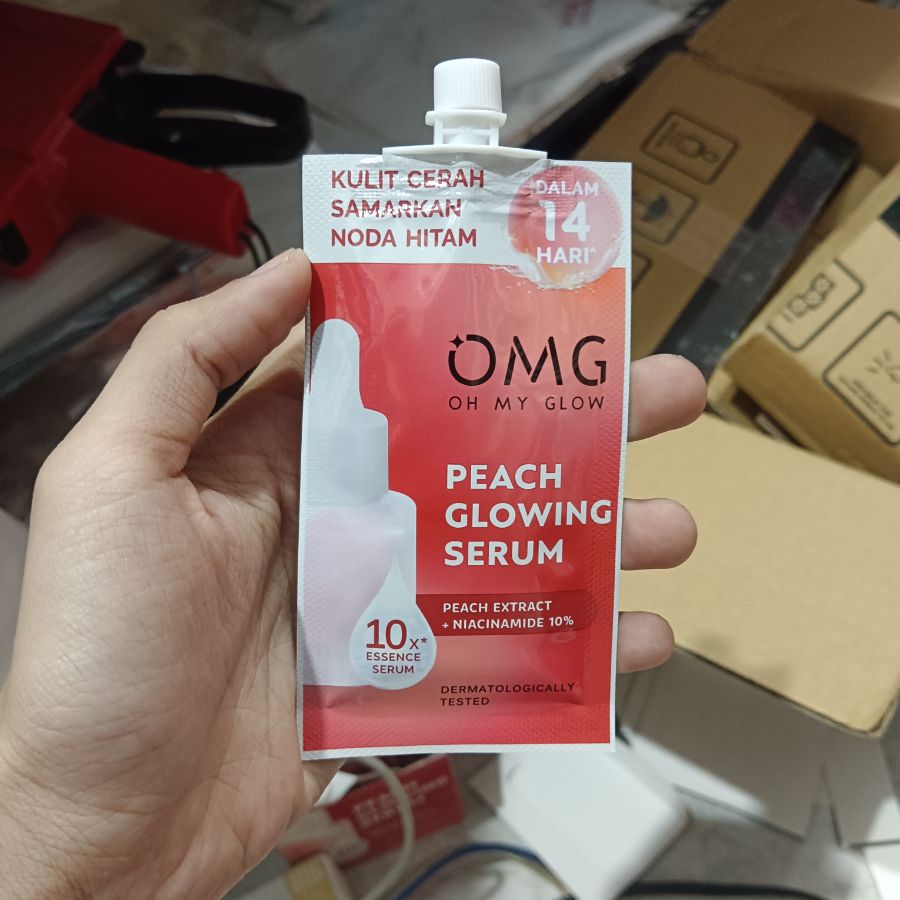 KULIT CERAH
SAMARKAN
NODA HITAM
DALAM
14
HARI^
OMG
OH MY GLOW
PEACH
GLOWING
SERUM
PEACH EXTRACT
+ NIACINAMIDE 10%
10x*
ESSENCE
SERUM
DERMATOLOGICALLY
TESTED